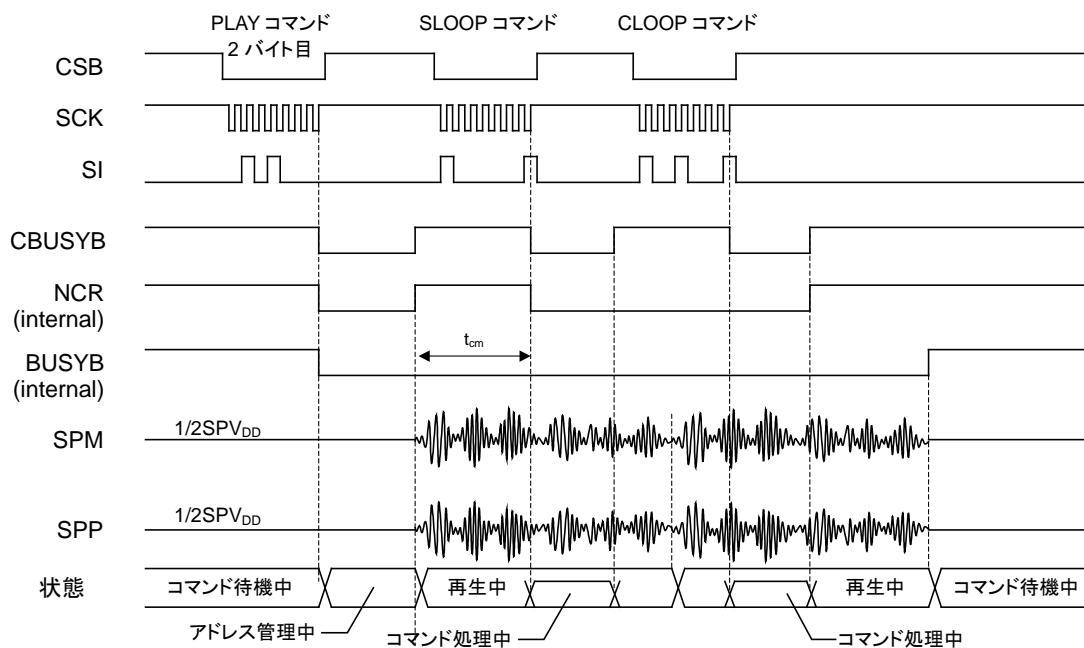 PLAY コマンド
2 バイト目
SLOOP コマンド
CLOOP コマンド
CSB
SCK
SI
CBUSYB
NCR
(internal)
t_cm
BUSYB
(internal)
1/2SPV_DD
SPM
1/2SPV_DD
SPP
状態
コマンド待機中
再生中
再生中
コマンド待機中
アドレス管理中
コマンド処理中
コマンド処理中